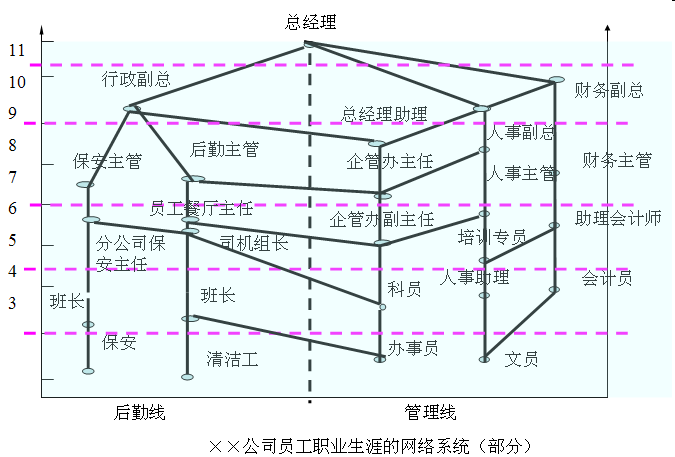 总经理
11
行政副总
10
财务副总
总经理助理
9
人事副总
8
后勤主管
保安主管
企管办主任
财务主管
人事主管
7
6
员工餐厅主任
企管办副主任
助理会计师
5
分公司保
安主任
司机组长
培训专员
4
人事助理
会计员
科员
班长
班长
3
保安
办事员
清洁工
文员
后勤线
管理线
××公司员工职业生涯的网络系统（部分）